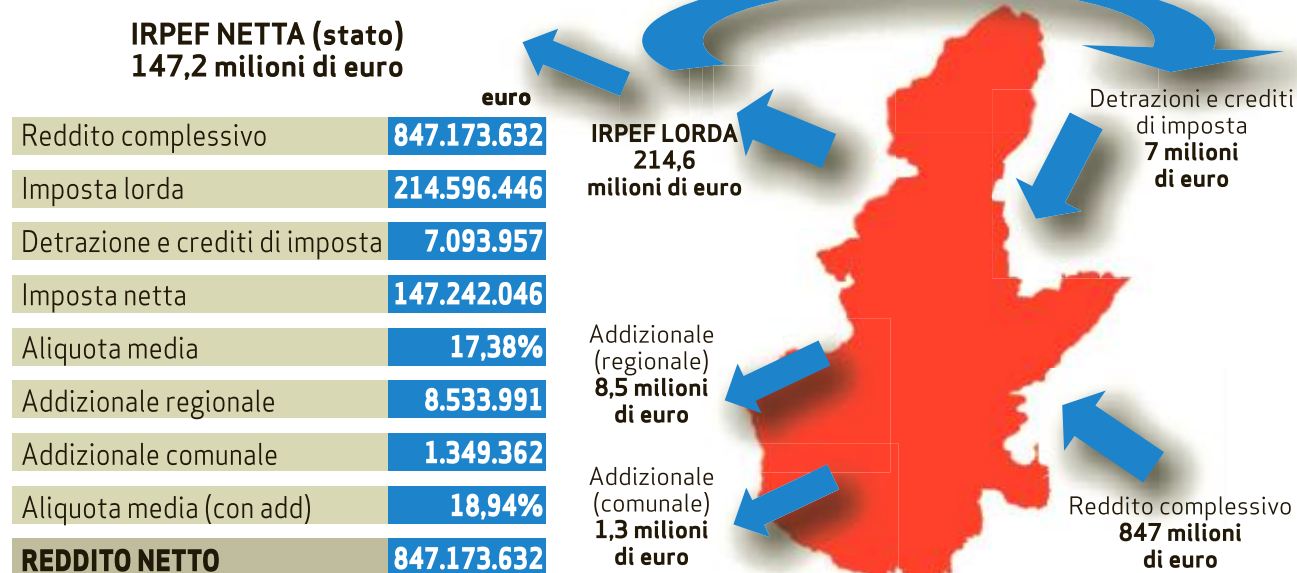 IRPEF NETTA (stato)
147,2 milioni di euro
euro
Reddito complessivo 847.173.632
Imposta lorda 214.596.446
Detrazione e crediti di imposta 7.093.957
Imposta netta 147.242.046
Aliquota media 17,38%
Addizionale regionale 8.533.991
Addizionale comunale 1.349.362
Aliquota media (con add) 18,94%
REDDITO NETTO 847.173.632
IRPEF LORDA
214,6
milioni di euro
Detrazioni e crediti
di imposta
7 milioni
di euro
Addizionale
(regionale)
8,5 milioni
di euro
Addizionale
(comunale)
1,3 milioni
di euro
Reddito complessivo
847 milioni
di euro